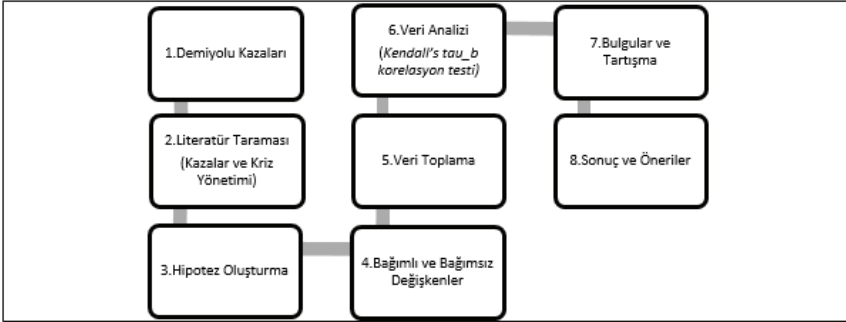 1.Demiyolu Kazaları
2.Literatür Taraması
(Kazalar ve Kriz
Yönetimi)
3.Hipotez Oluşturma
4.Bağımlı ve Bağımsız
Değişkenler
5.Veri Toplama
6.Veri Analizi
(Kendall's tau_b
korelasyon testi)
7.Bulgular ve
Tartışma
8.Sonuç ve Öneriler